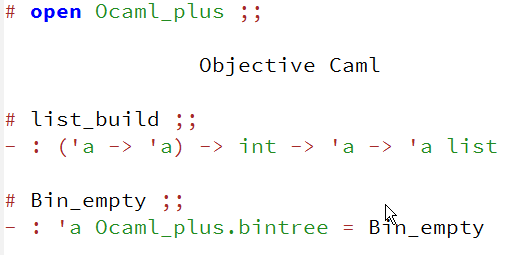 # open Ocaml_plus ;;
Objective Caml
# list_build ;;
- : ('a -> 'a) -> int -> 'a -> 'a list
# Bin_empty ;;
- : 'a Ocaml_plus.bintree = Bin_empty